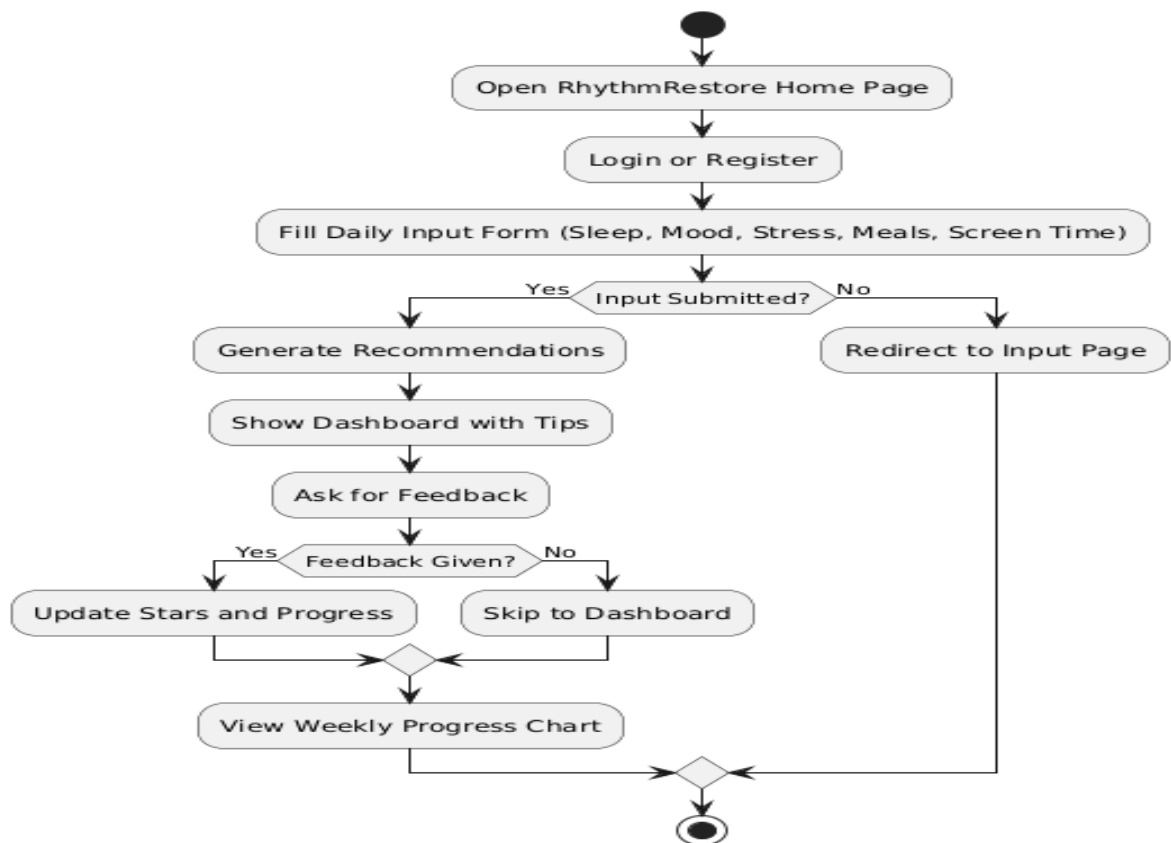 Open RhythmRestore Home Page
Login or Register
Fill Daily Input Form (Sleep, Mood, Stress, Meals, Screen Time)
Yes
Input Submitted?
No
Generate Recommendations
Redirect to Input Page
Show Dashboard with Tips
Ask for Feedback
Yes
Feedback Given?
No
Update Stars and Progress
Skip to Dashboard
View Weekly Progress Chart